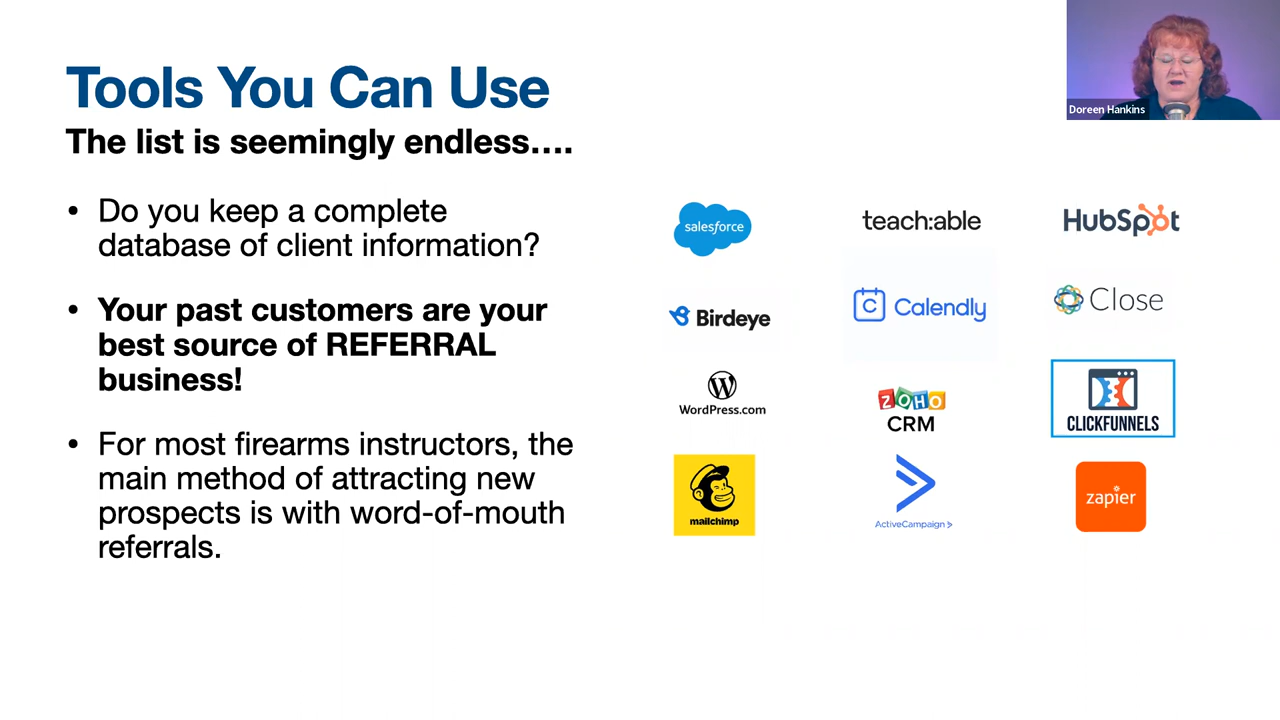 Tools You Can Use
The list is seemingly endless….
• Do you keep a complete
database of client information?
• Your past customers are your
best source of REFERRAL
business!
• For most firearms instructors, the
main method of attracting new
prospects is with word-of-mouth
referrals.
salesforce
teach:able
HubSpot
Birdeye
C Calendly
Close
WordPress.com
ZOHO
CRM
CLICKFUNNELS
mailchimp
ActiveCampaign >
zapier
Doreen Hankins